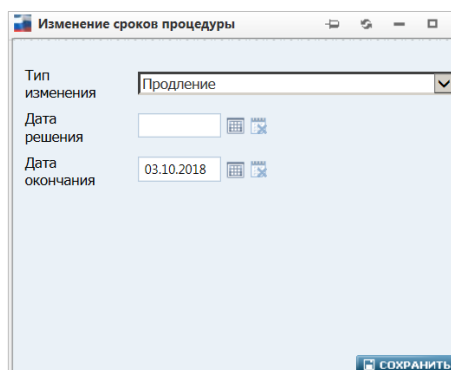 Изменение сроков процедуры
Тип
изменения
Продление
Дата
решения
Дата
окончания
03.10.2018
СОХРАНИТЬ